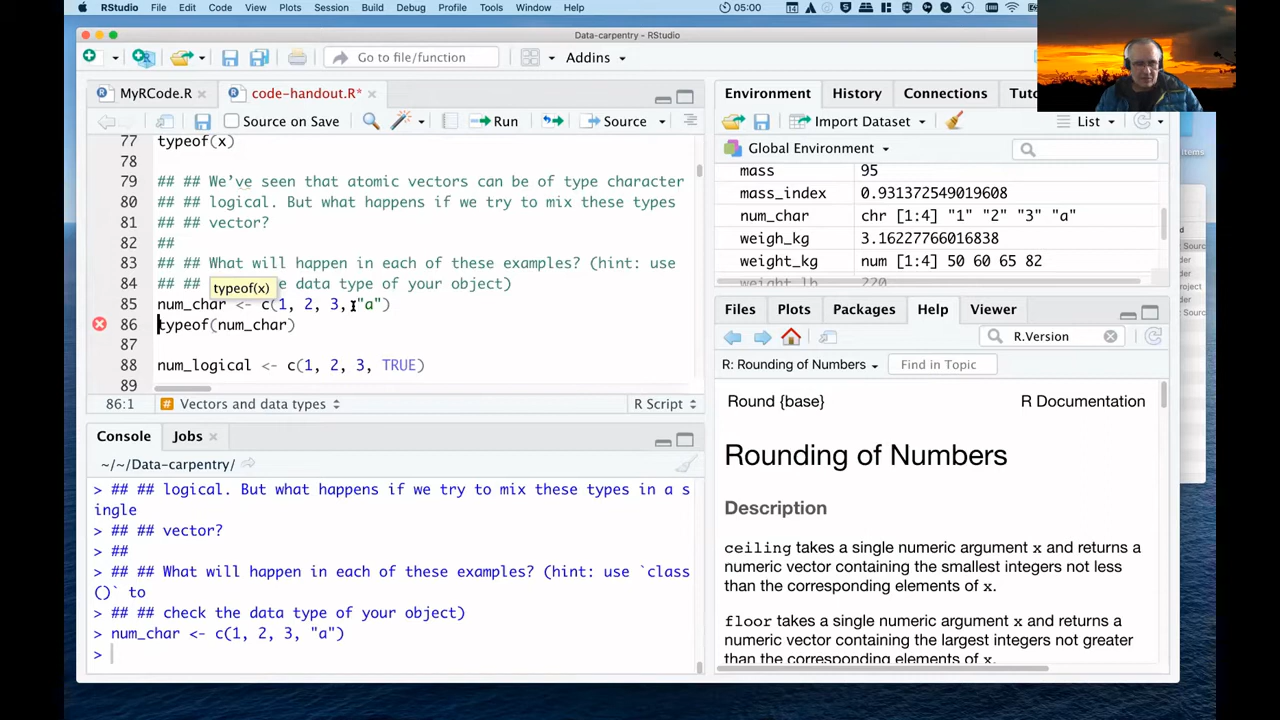 RStudio File Edit Code View Plots Session Build Debug Profile Tools Window Help 05:00
Data-carpentry - RStudio
Go to file/function Addins
MyRCode.R code-handout.R*
Source on Save Run Source
77 typeof(x)
78
79 ## ## We’ve seen that atomic vectors can be of type character
80 ## ## logical. But what happens if we try to mix these types
81 ## ## vector?
82 ##
83 ## ## What will happen in each of these examples? (hint: use
84 ## ## e data type of your object)
typeof(x)
85 num_char <- c(1, 2, 3, "a")
86 typeof(num_char)
87
88 num_logical <- c(1, 2, 3, TRUE)
89
86:1 # Vectors and data types R Script
Console Jobs
~/~/Data-carpentry/
> ## ## logical. But what happens if we try to mix these types in a s
ingle
> ## ## vector?
> ##
> ## ## What will happen in each of these examples? (hint: use `class
()` to
> ## ## check the data type of your object)
> num_char <- c(1, 2, 3, "a")
>
Environment History Connections Tuto
Import Dataset List
Global Environment
mass 95
mass_index 0.931372549019608
num_char chr [1:4] "1" "2" "3" "a"
weigh_kg 3.16227766016838
weight_kg num [1:4] 50 60 65 82
weight_lb 220
Files Plots Packages Help Viewer
R.Version
R: Rounding of Numbers Find in Topic
Round {base} R Documentation
Rounding of Numbers
Description
ceiling takes a single numeric argument x and returns a
numeric vector containing the smallest integers not less
than the corresponding elements of x.
floor takes a single numeric argument x and returns a
numeric vector containing the largest integers not greater
than the corresponding elements of x.
items